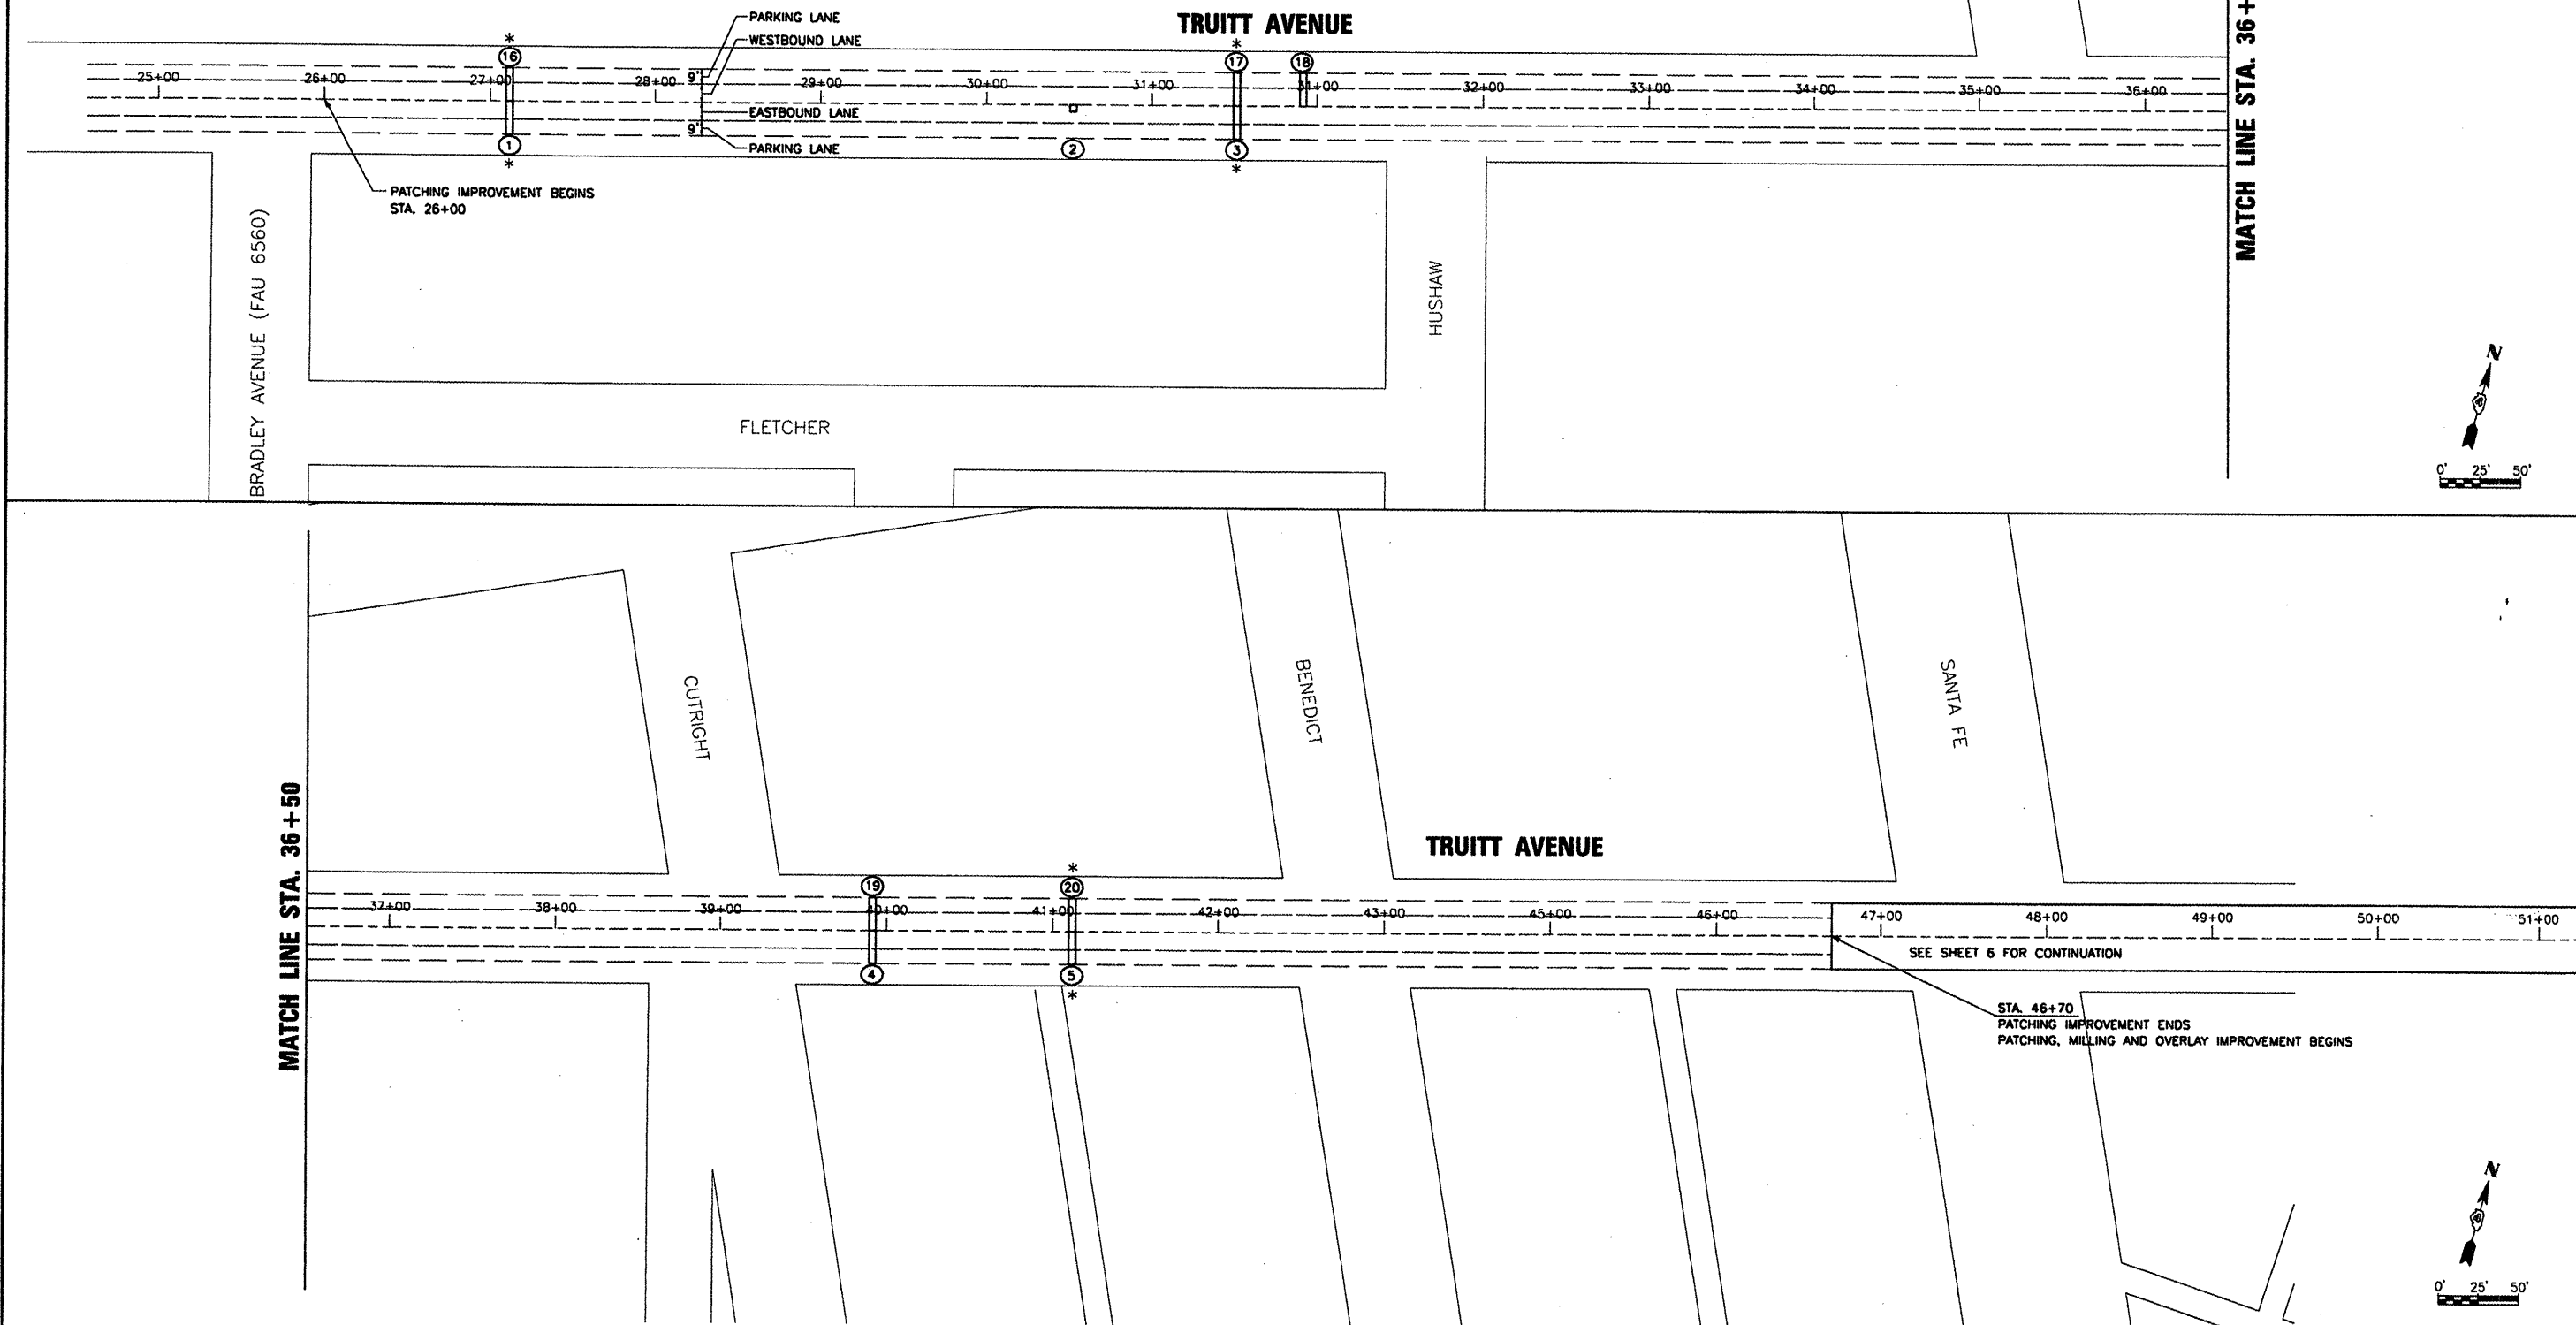 TRUITT AVENUE
PARKING LANE
WESTBOUND LANE
* * 
16 17 18
25+00 26+00 27+00 28+00 9' 29+00 30+00 31+00 31+00 32+00 33+00 34+00 35+00 36+00
EASTBOUND LANE
9'
PARKING LANE
1 2 3
* *
PATCHING IMPROVEMENT BEGINS
STA. 26+00
MATCH LINE STA. 36+
BRADLEY AVENUE (FAU 6560)
HUSHAW
FLETCHER
N
0' 25' 50'
CUTRIGHT
BENEDICT
SANTA FE
MATCH LINE STA. 36+50
TRUITT AVENUE
*
19 20
37+00 38+00 39+00 40+00 41+00 42+00 43+00 45+00 46+00 47+00 48+00 49+00 50+00 51+00
SEE SHEET 6 FOR CONTINUATION
4 5
*
STA. 46+70
PATCHING IMPROVEMENT ENDS
PATCHING, MILLING AND OVERLAY IMPROVEMENT BEGINS
N
0' 25' 50'